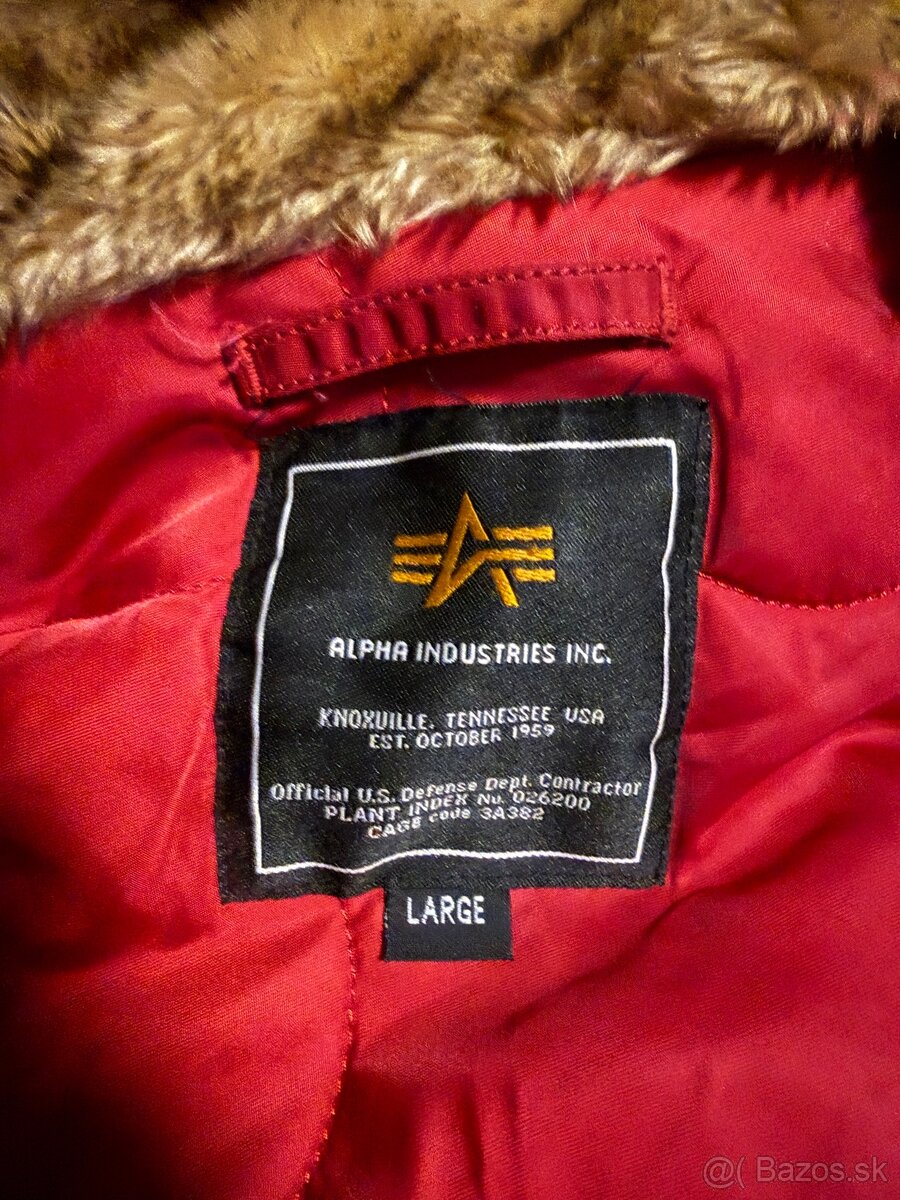 ALPHA INDUSTRIES INC.
KNOXVILLE, TENNESSEE USA
EST. OCTOBER 1959
Official U.S. Defense Dept. Contractor
PLANT INDEX No. 026200
CAGE code 3A382
LARGE
@( Bazos.sk